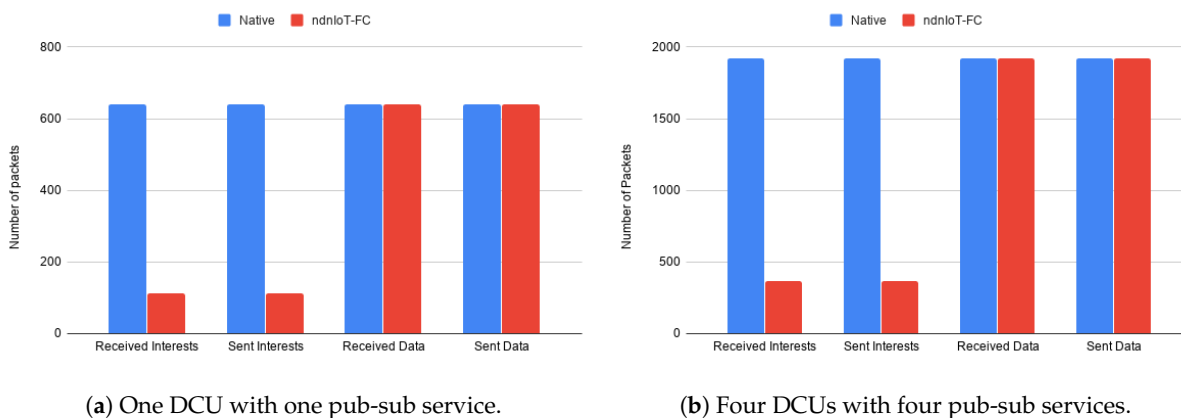 Native ndnIoT-FC
800
600
400
200
0
Number of packets
Received Interests Sent Interests Received Data Sent Data
(a) One DCU with one pub-sub service.
Native ndnIoT-FC
2000
1500
1000
500
0
Number of Packets
Received Interests Sent Interests Received Data Sent Data
(b) Four DCUs with four pub-sub services.